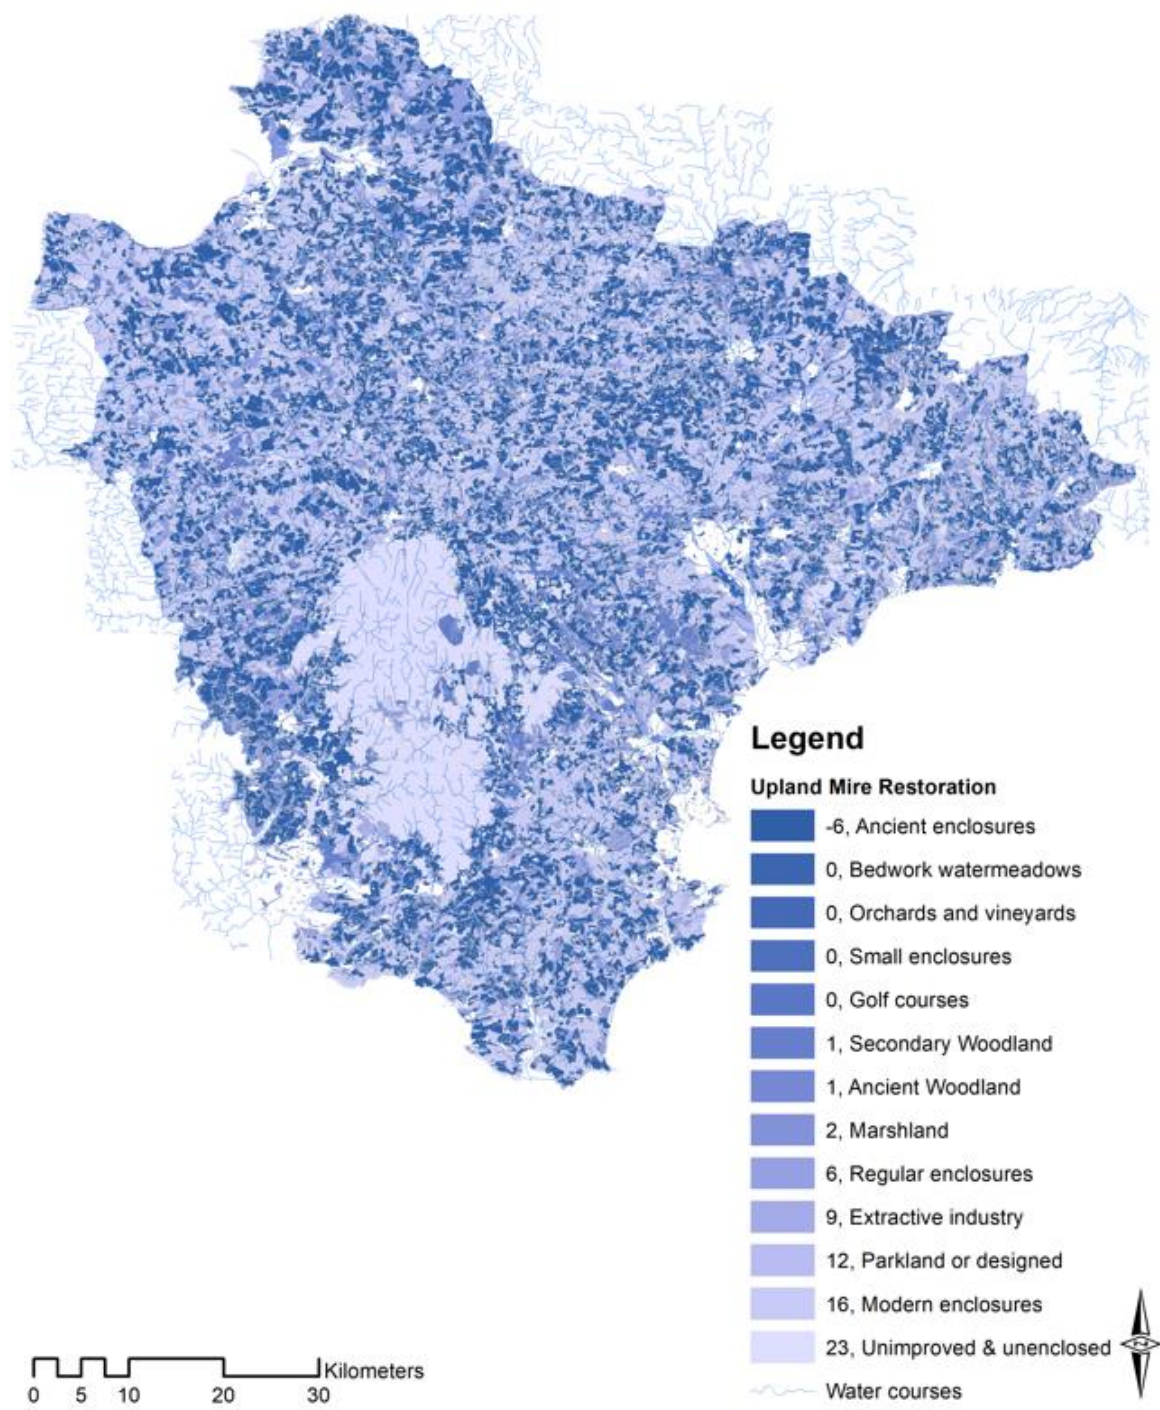 Legend
Upland Mire Restoration
-6, Ancient enclosures
0, Bedwork watermeadows
0, Orchards and vineyards
0, Small enclosures
0, Golf courses
1, Secondary Woodland
1, Ancient Woodland
2, Marshland
6, Regular enclosures
9, Extractive industry
12, Parkland or designed
16, Modern enclosures
23, Unimproved & unenclosed
Water courses
Kilometers
0 5 10 20 30